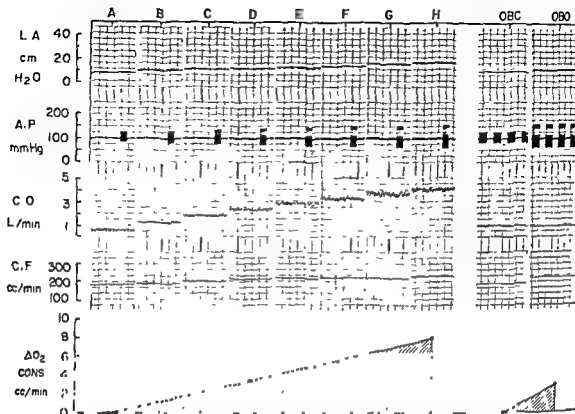 A B C D E F G H OBC OBO
L A
cm
H₂O
40
20
0
A.P
mmHg
200
100
0
C O
L/min
5
3
1
C.F
cc/min
300
200
100
ΔO₂
CONS
cc/min
10
8
6
4
2
0